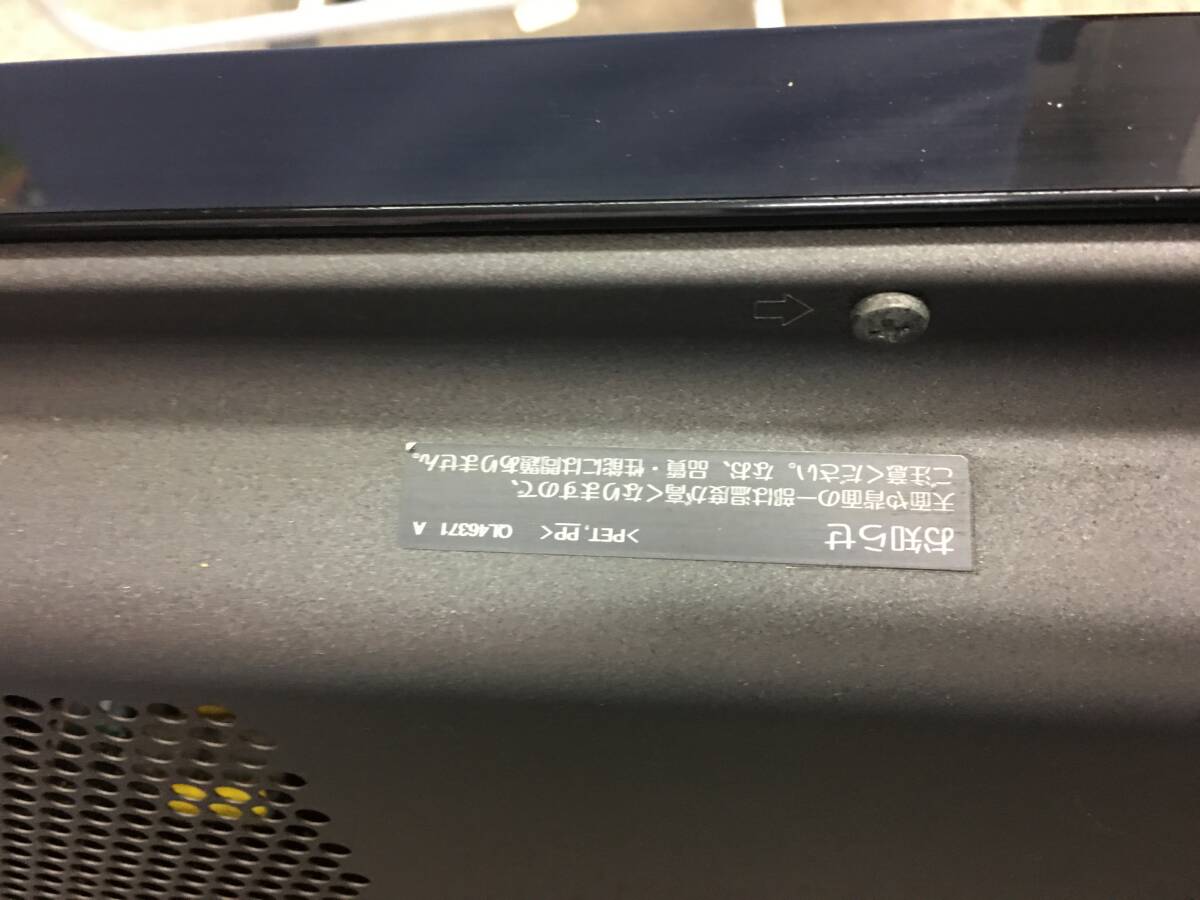 お知らせ >PET, PP< QL46371 A
天面や背面の一部は温度が高くなりますので、
ご注意ください。なお、品質・性能には問題ありません。